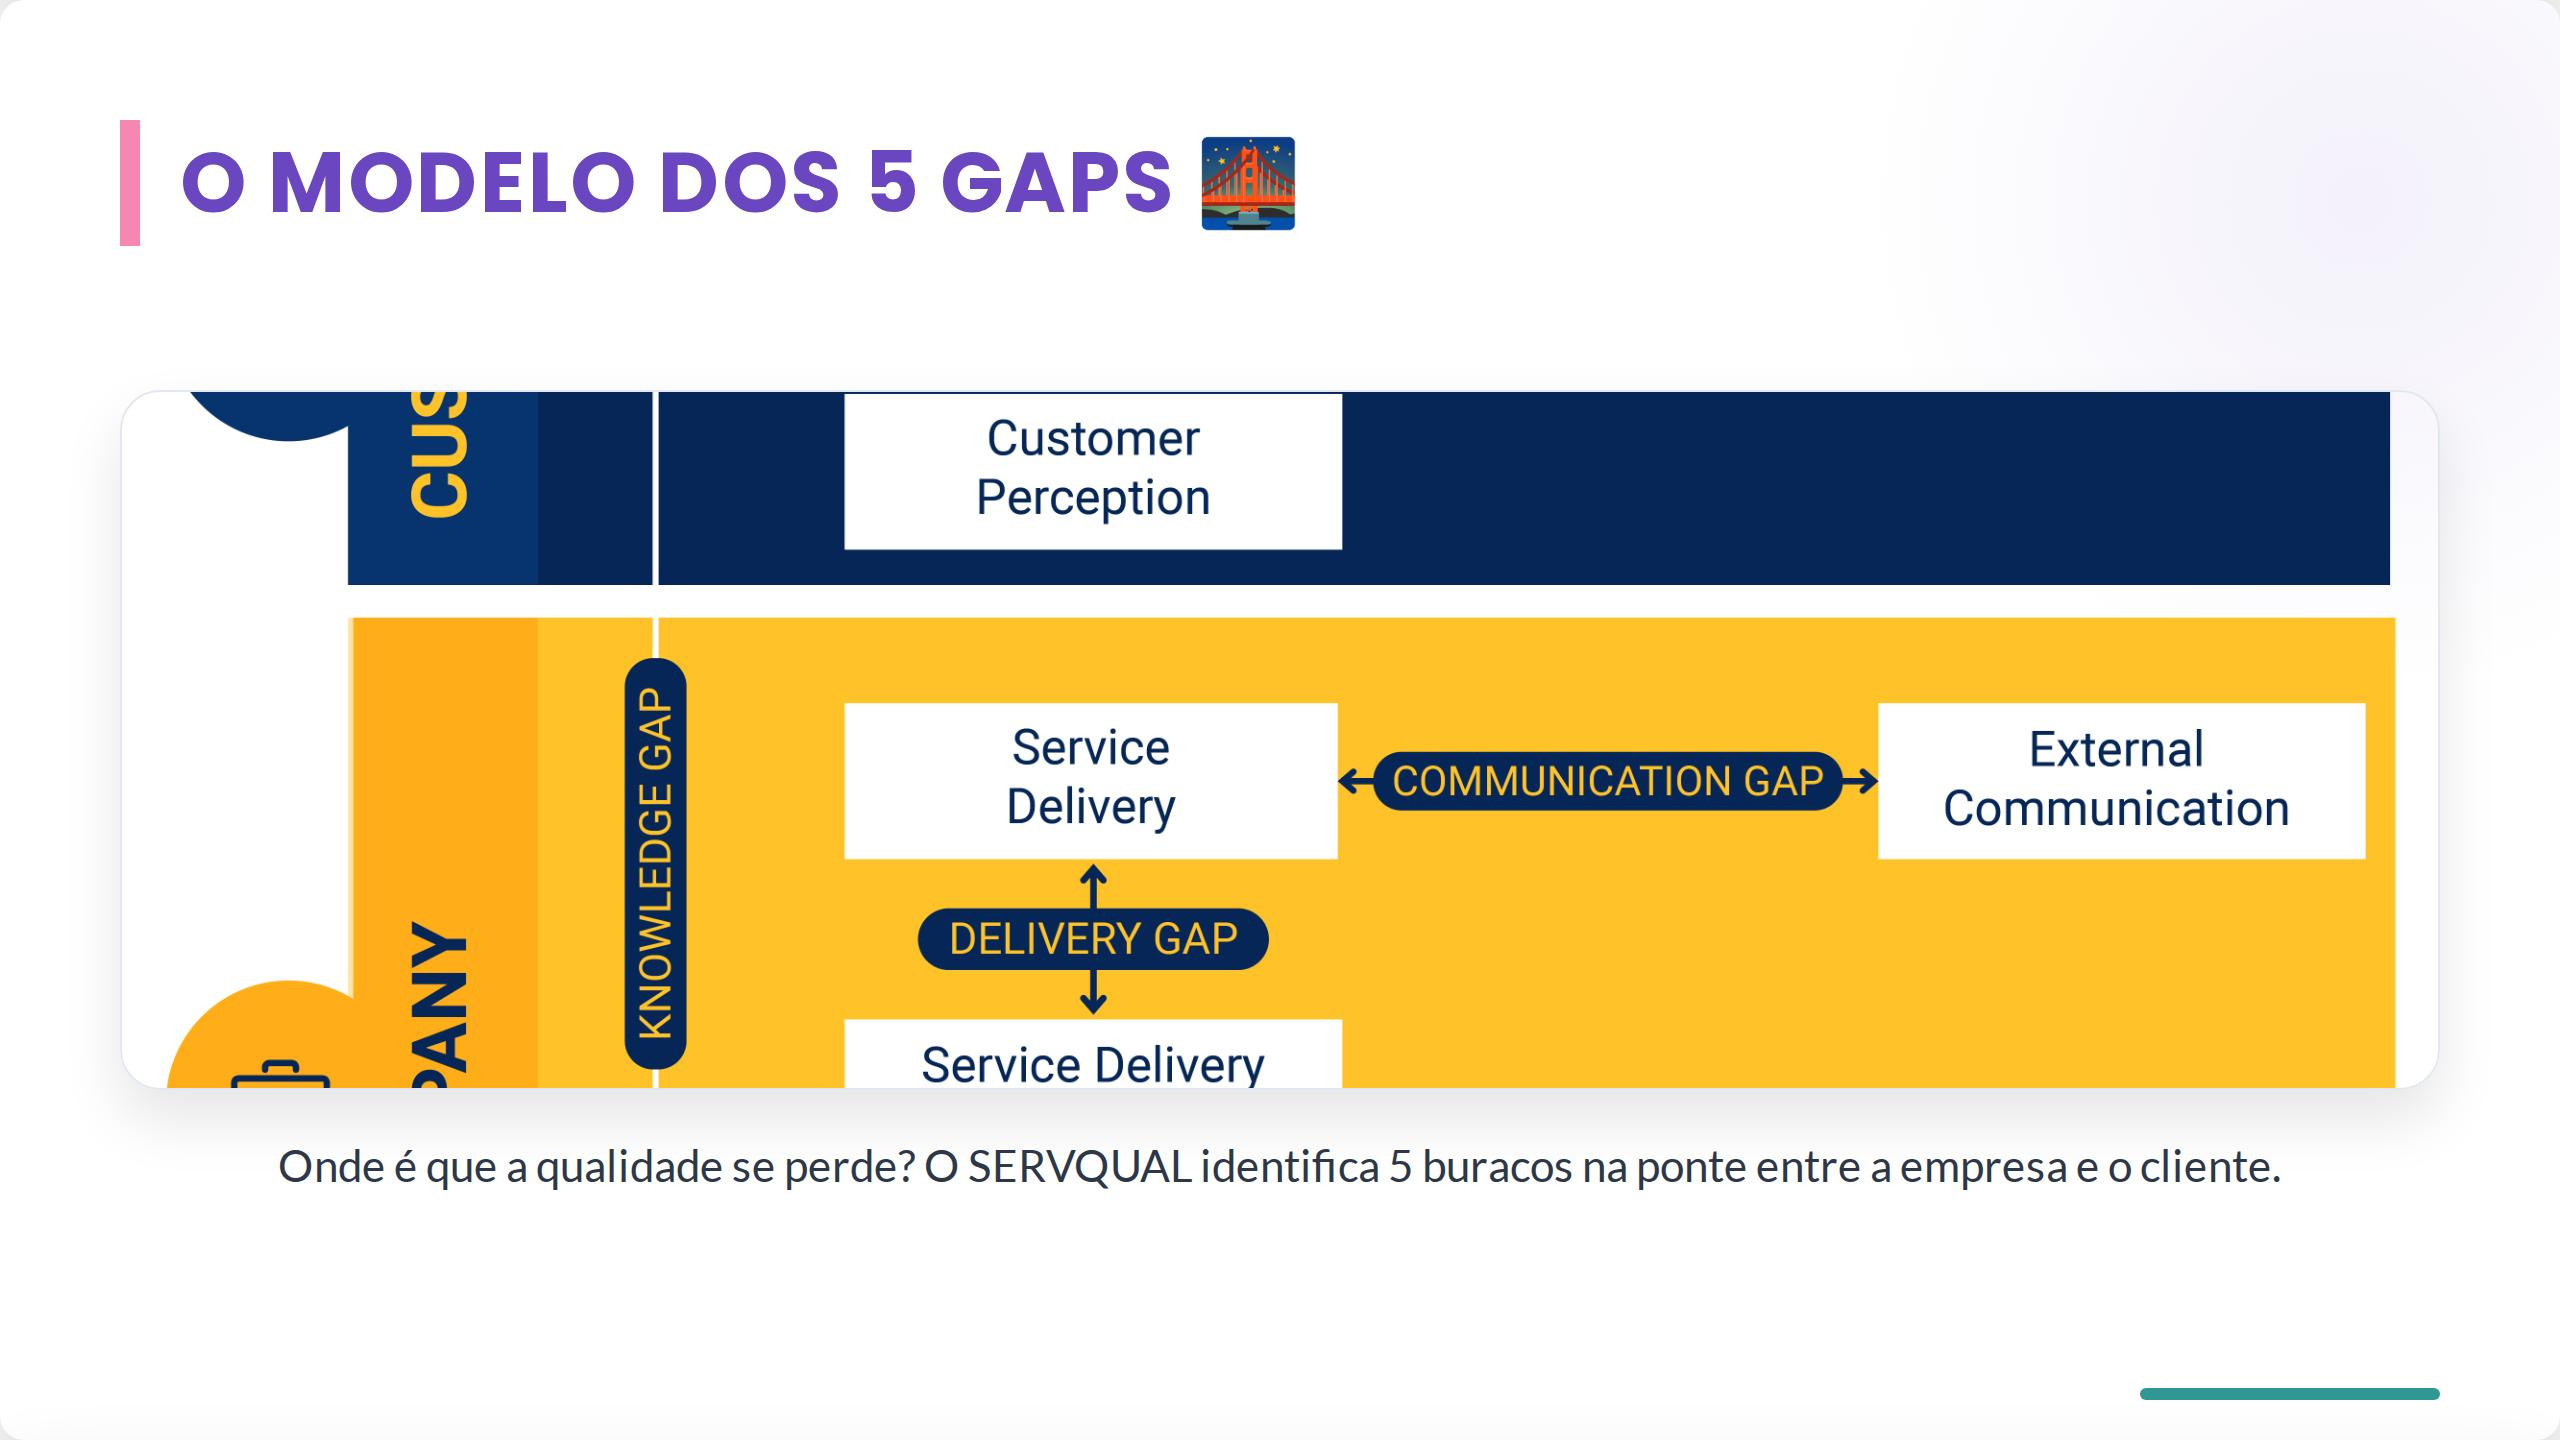 O MODELO DOS 5 GAPS
CUS
Customer
Perception
KNOWLEDGE GAP
Service
Delivery
COMMUNICATION GAP
External
Communication
DELIVERY GAP
PANY
Service Delivery
Onde é que a qualidade se perde? O SERVQUAL identifica 5 buracos na ponte entre a empresa e o cliente.